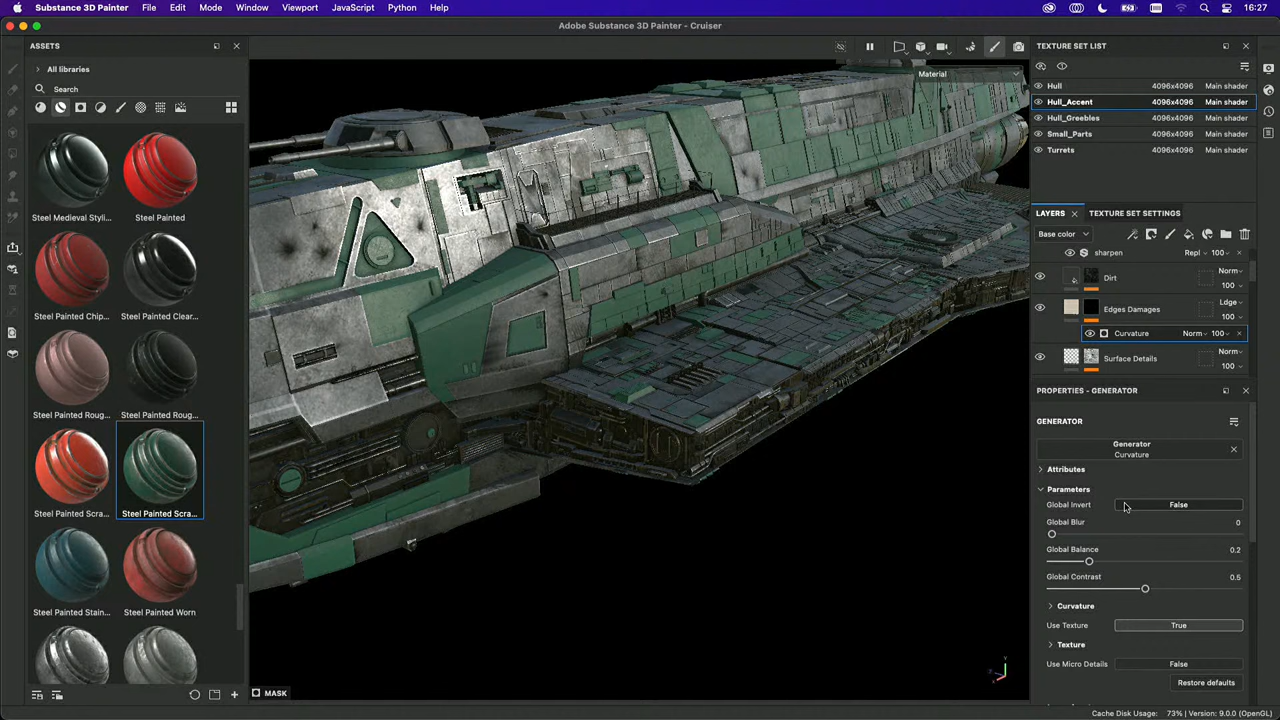 Adobe Substance 3D Painter File Edit Mode Window Viewport JavaScript Python Help 16:27
Adobe Substance 3D Painter - Cruiser
ASSETS
All libraries
Search
Steel Medieval Styli... Steel Painted
Steel Painted Chip... Steel Painted Clear...
Steel Painted Roug... Steel Painted Roug...
Steel Painted Scra... Steel Painted Scra...
Steel Painted Stain... Steel Painted Worn
Material
MASK
TEXTURE SET LIST
Hull 4096x4096 Main shader
Hull_Accent 4096x4096 Main shader
Hull_Greebles 4096x4096 Main shader
Small_Parts 4096x4096 Main shader
Turrets 4096x4096 Main shader
LAYERS TEXTURE SET SETTINGS
Base color
sharpen Repl 100
Dirt Norm 100
Edges Damages Ldge 100
Curvature Norm 100
Surface Details Norm 100
PROPERTIES - GENERATOR
GENERATOR
Generator
Curvature
Attributes
Parameters
Global Invert False
Global Blur 0
Global Balance 0.2
Global Contrast 0.5
Curvature
Use Texture True
Texture
Use Micro Details False
Restore defaults
Cache Disk Usage: 73% | Version: 9.0.0 (OpenGL)